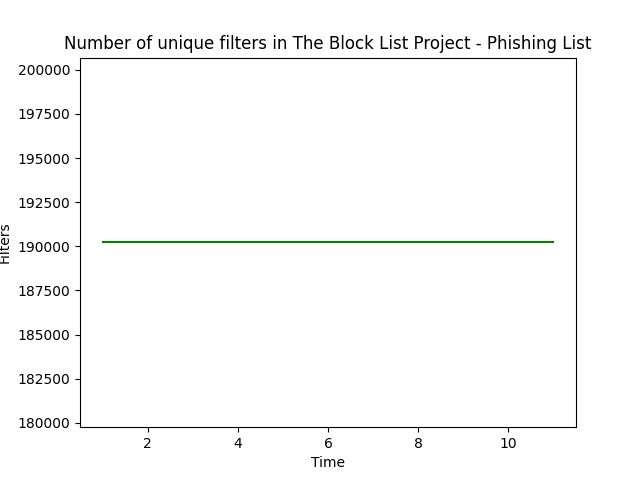 Number of unique filters in The Block List Project - Phishing List
200000
197500
195000
192500
190000
187500
185000
182500
180000
Filters
2 4 6 8 10
Time